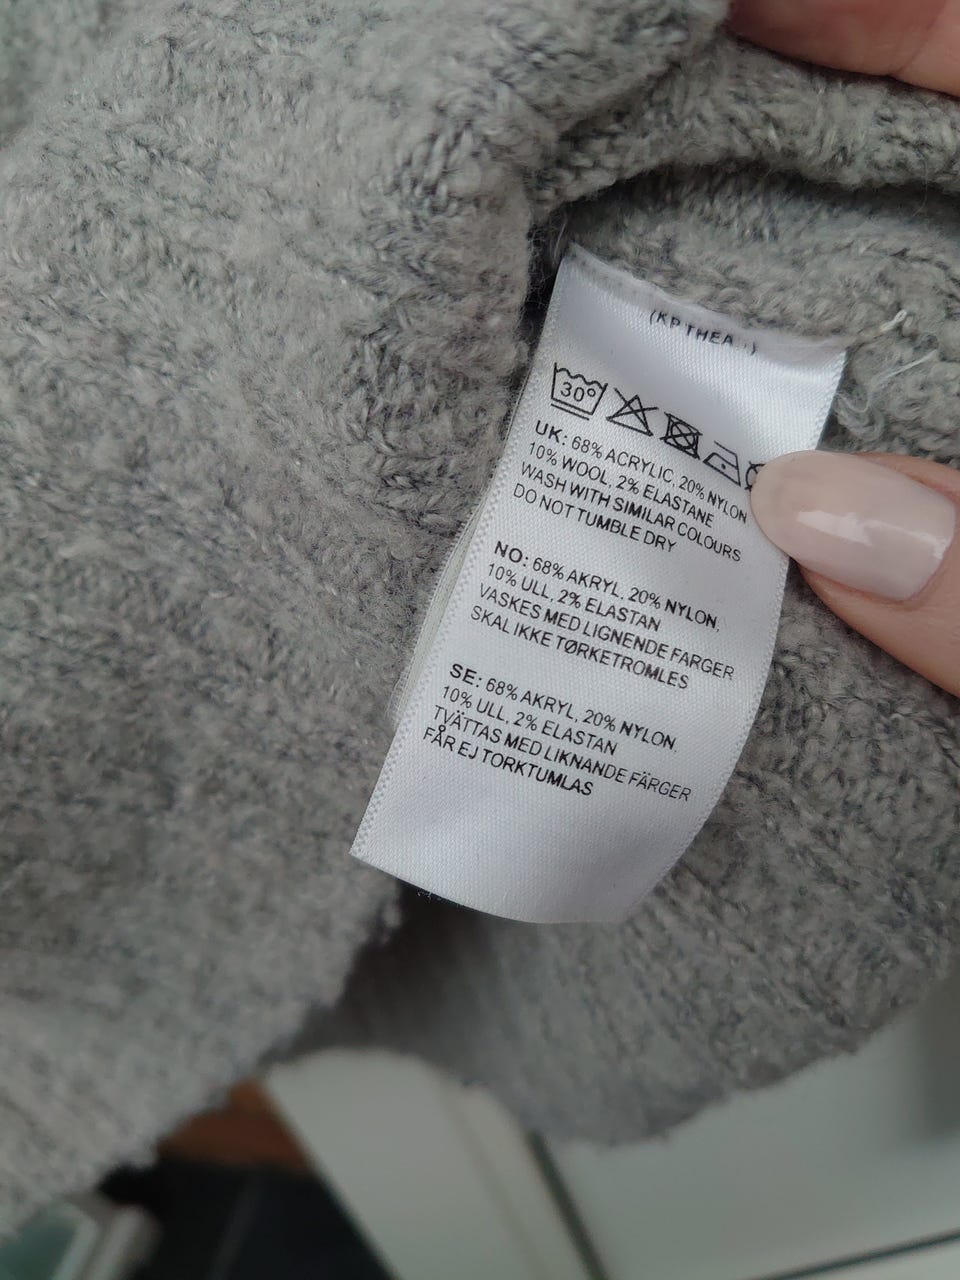 (KP THEA
30°
UK: 68% ACRYLIC, 20% NYLON
10% WOOL, 2% ELASTANE
WASH WITH SIMILAR COLOURS
DO NOT TUMBLE DRY
NO: 68% AKRYL, 20% NYLON,
10% ULL, 2% ELASTAN
VASKES MED LIGNENDE FARGER
SKAL IKKE TØRKETROMLES
SE: 68% AKRYL, 20% NYLON,
10% ULL, 2% ELASTAN
TVÄTTAS MED LIKNANDE FÄRGER
FÅR EJ TORKTUMLAS